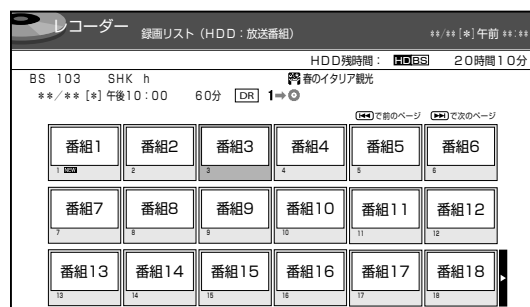 レコーダー 録画リスト（HDD：放送番組） **/**[*]午前**:**
HDD残時間： HD BS 20時間10分
BS 103 SHK h 春のイタリア観光
**/** [*] 午後10：00 60分 DR 1➡
で前のページ で次のページ
番組1 番組2 番組3 番組4 番組5 番組6
1 NEW 2 3 4 5 6
番組7 番組8 番組9 番組10 番組11 番組12
7 8 9 10 11 12
番組13 番組14 番組15 番組16 番組17 番組18
13 14 15 16 17 18